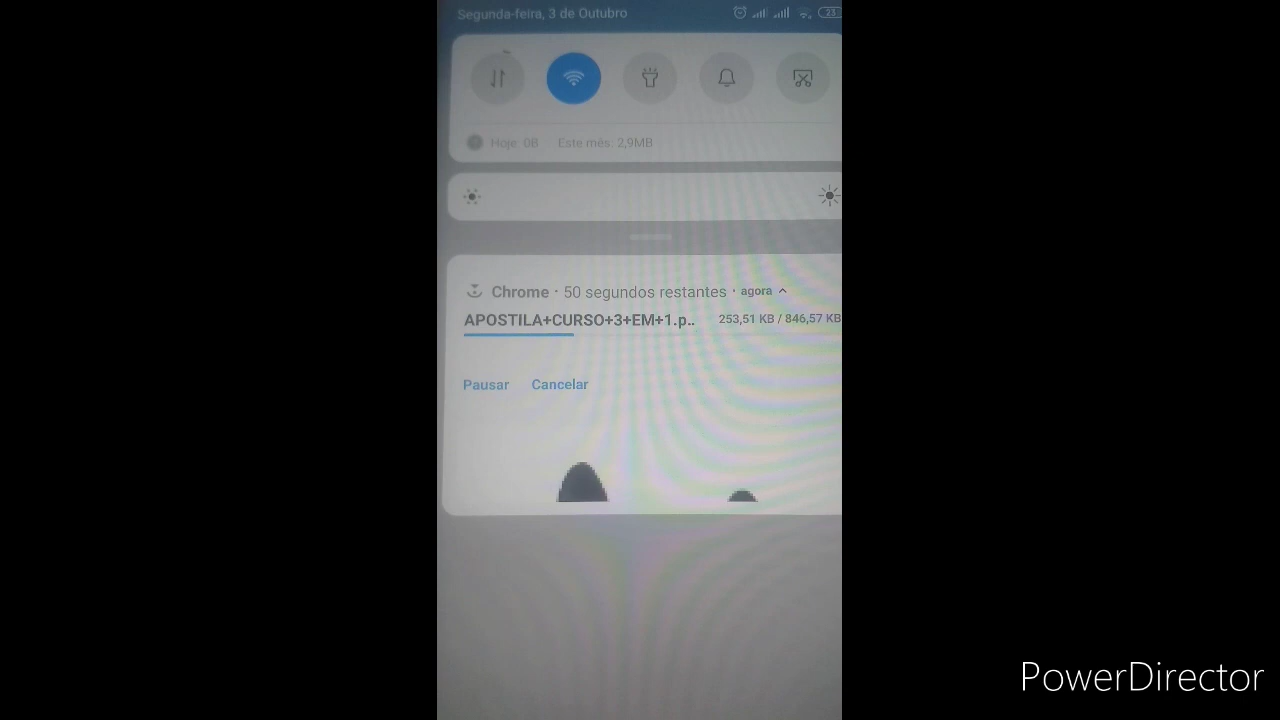 Segunda-feira, 3 de Outubro
23
Hoje: 0B Este mês: 2,9MB
Chrome · 50 segundos restantes · agora
APOSTILA+CURSO+3+EM+1.p.. 253,51 KB / 846,57 KB
Pausar Cancelar
PowerDirector